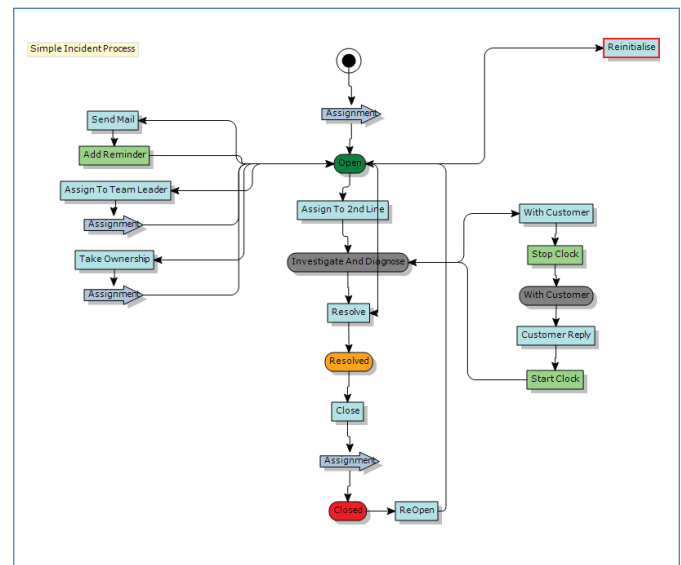 Simple Incident Process
Reinitialise
Assignment
Send Mail
Add Reminder
Open
Assign To Team Leader
Assign To 2nd Line
With Customer
Assignment
Take Ownership
Stop Clock
Investigate And Diagnose
Assignment
With Customer
Resolve
Customer Reply
Resolved
Start Clock
Close
Assignment
Closed
ReOpen